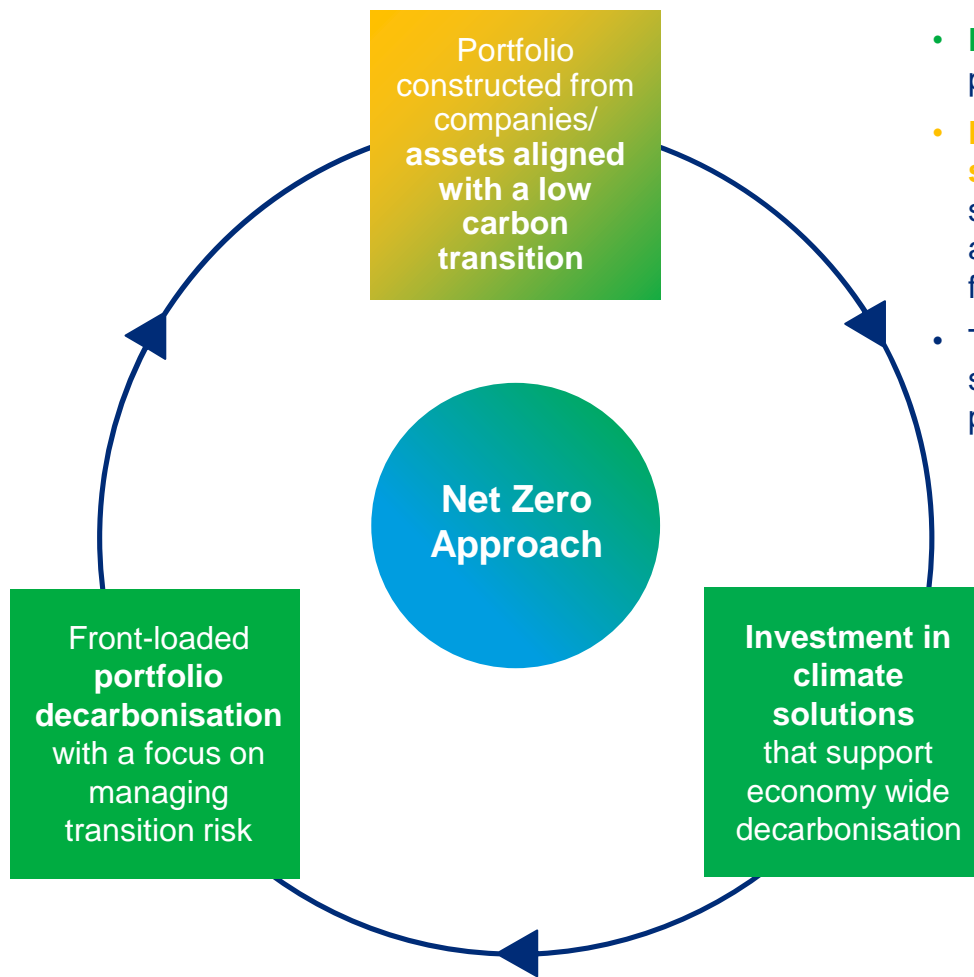 Portfolio
constructed from
companies/
assets aligned
with a low
carbon
transition
Net Zero
Approach
Front-loaded
portfolio
decarbonisation
with a focus on
managing
transition risk
Investment in
climate
solutions
that support
economy wide
decarbonisation